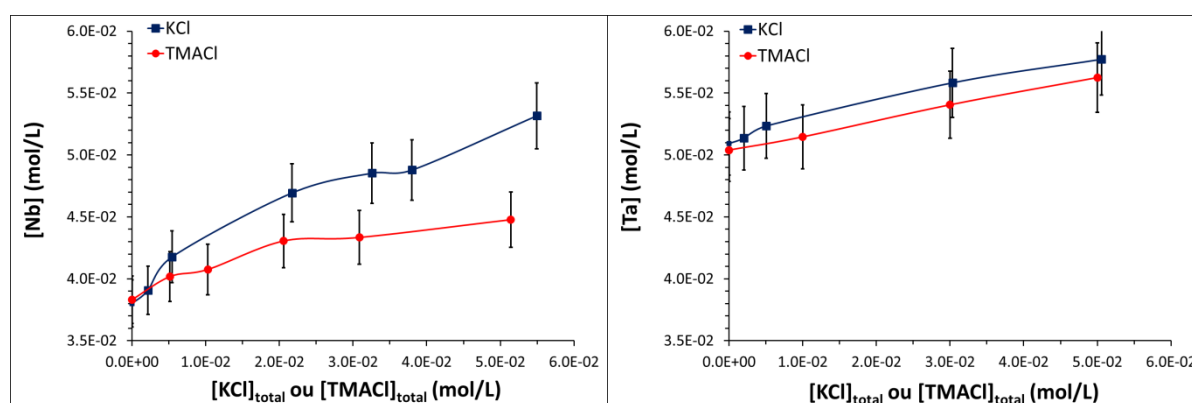 6.0E-02
5.5E-02
5.0E-02
4.5E-02
4.0E-02
3.5E-02
[Nb] (mol/L)
KCl
TMACl
0.0E+00
1.0E-02
2.0E-02
3.0E-02
4.0E-02
5.0E-02
6.0E-02
[KCl]total ou [TMACl]total (mol/L)
6.0E-02
5.5E-02
5.0E-02
4.5E-02
4.0E-02
3.5E-02
[Ta] (mol/L)
KCl
TMACl
0.0E+00
1.0E-02
2.0E-02
3.0E-02
4.0E-02
5.0E-02
6.0E-02
[KCl]total ou [TMACl]total (mol/L)